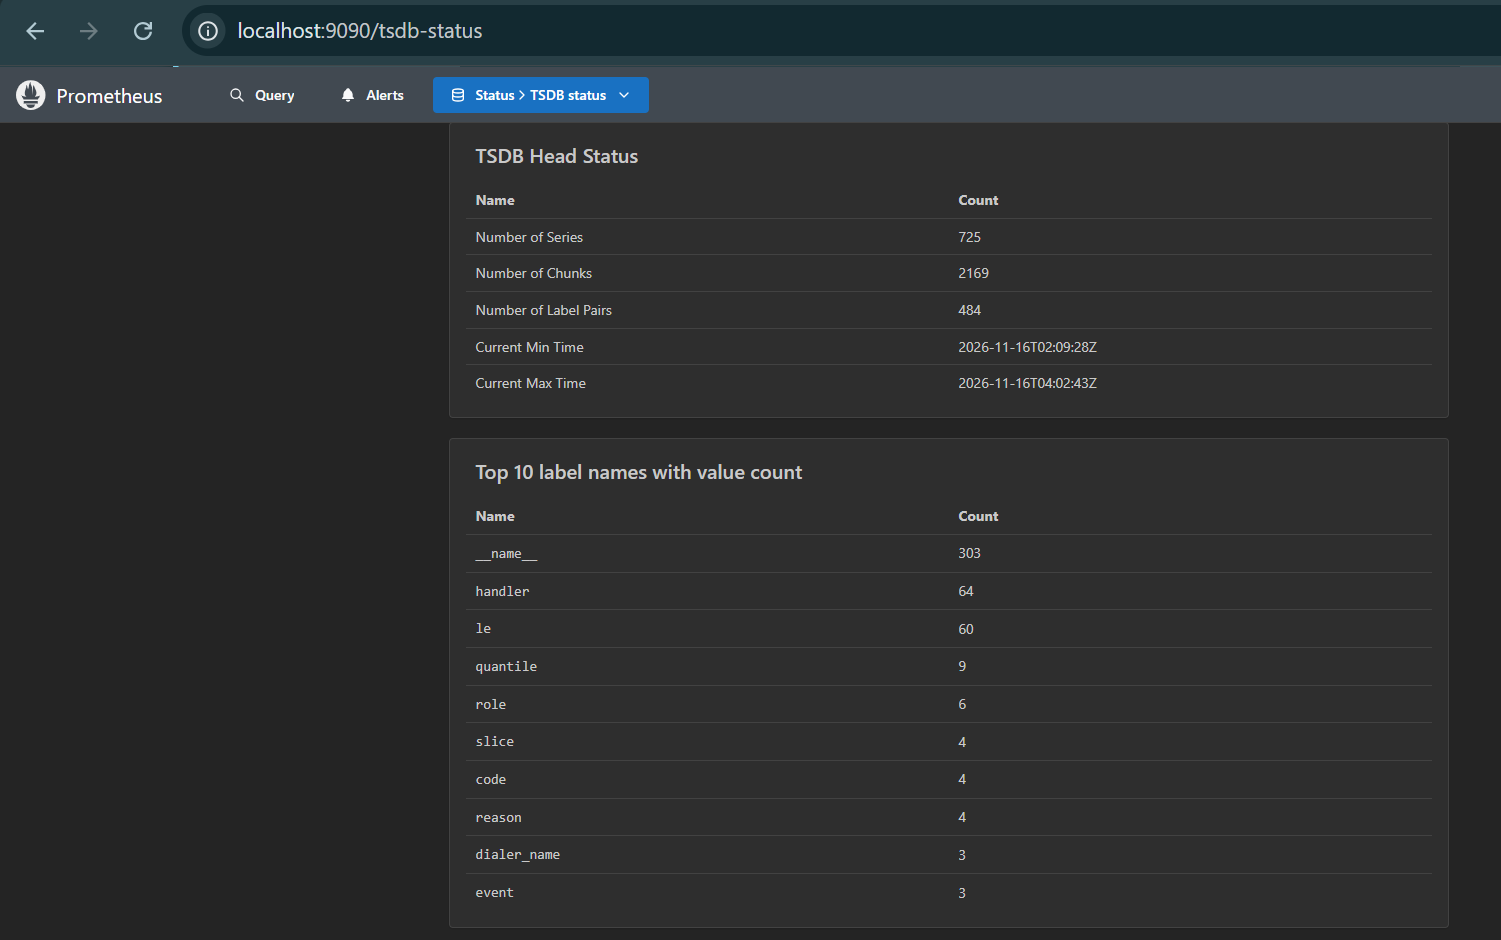 localhost:9090/tsdb-status
Prometheus Query Alerts Status > TSDB status
TSDB Head Status
Name Count
Number of Series 725
Number of Chunks 2169
Number of Label Pairs 484
Current Min Time 2026-11-16T02:09:28Z
Current Max Time 2026-11-16T04:02:43Z
Top 10 label names with value count
Name Count
__name__ 303
handler 64
le 60
quantile 9
role 6
slice 4
code 4
reason 4
dialer_name 3
event 3